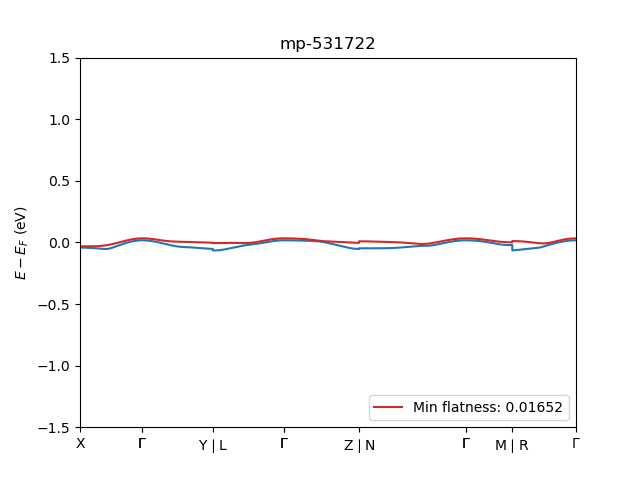 mp-531722
1.5
1.0
0.5
0.0
−0.5
−1.0
−1.5
E − E_F (eV)
Min flatness: 0.01652
X Γ Y | L Γ Z | N Γ M | R Γ